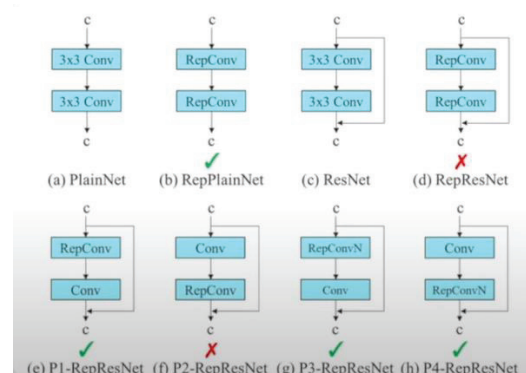 c c c c
3x3 Conv RepConv 3x3 Conv RepConv
3x3 Conv RepConv 3x3 Conv RepConv
c c c c
(a) PlainNet (b) RepPlainNet (c) ResNet (d) RepResNet
c c c c
RepConv Conv RepConvN Conv
Conv RepConv Conv RepConvN
c c c c
(e) P1-RepResNet (f) P2-RepResNet (g) P3-RepResNet (h) P4-RepResNet